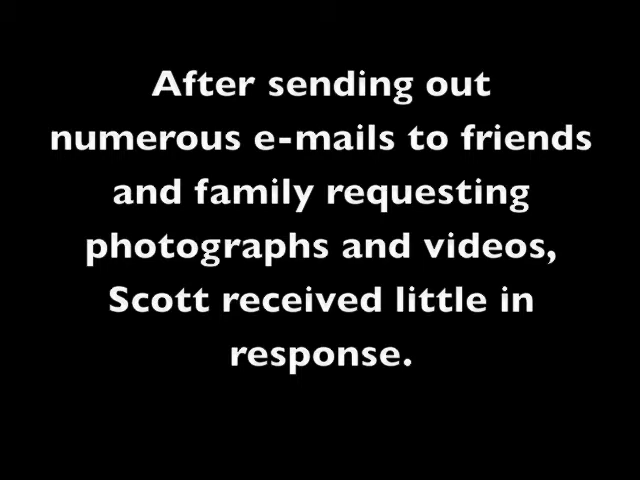 After sending out
numerous e-mails to friends
and family requesting
photographs and videos,
Scott received little in
response.